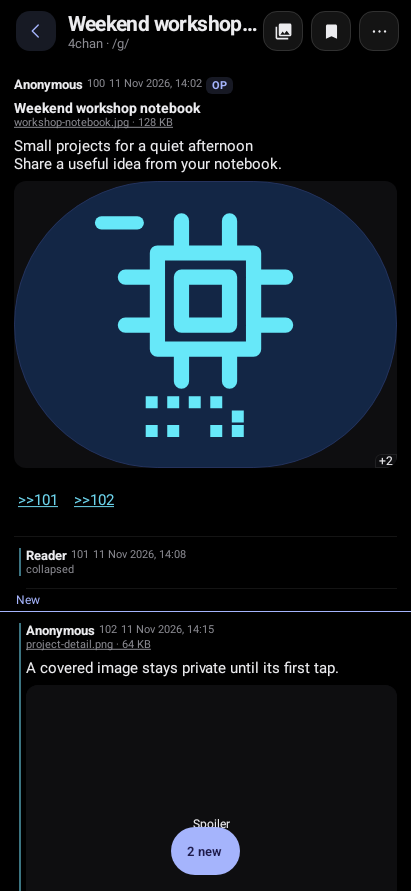 Weekend workshop…
4chan · /g/
Anonymous 100 11 Nov 2026, 14:02 OP
Weekend workshop notebook
workshop-notebook.jpg · 128 KB
Small projects for a quiet afternoon
Share a useful idea from your notebook.
+2
>>101 >>102
Reader 101 11 Nov 2026, 14:08
collapsed
New
Anonymous 102 11 Nov 2026, 14:15
project-detail.png · 64 KB
A covered image stays private until its first tap.
Spoiler
2 new